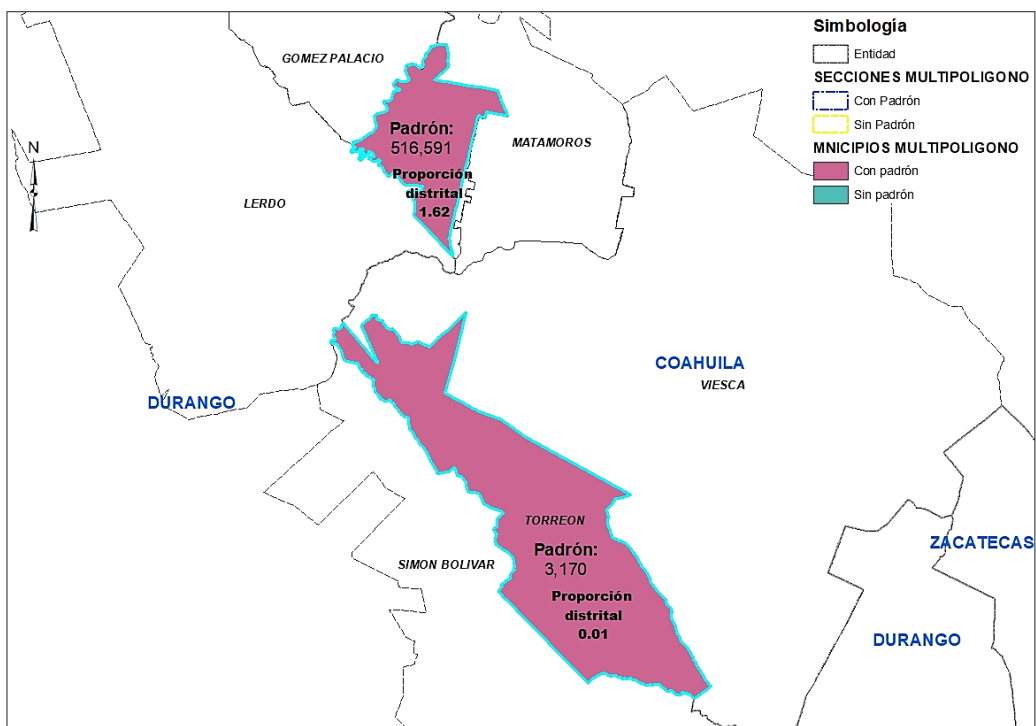 Simbología
Entidad
SECCIONES MULTIPOLIGONO
Con Padrón
Sin Padrón
MNICIPIOS MULTIPOLIGONO
Con padrón
Sin padrón
N
GOMEZ PALACIO
Padrón:
516,591
MATAMOROS
Proporción
distrital
1.62
LERDO
COAHUILA
VIESCA
DURANGO
TORREON
Padrón:
3,170
SIMON BOLIVAR
ZACATECAS
Proporción
distrital
0.01
DURANGO